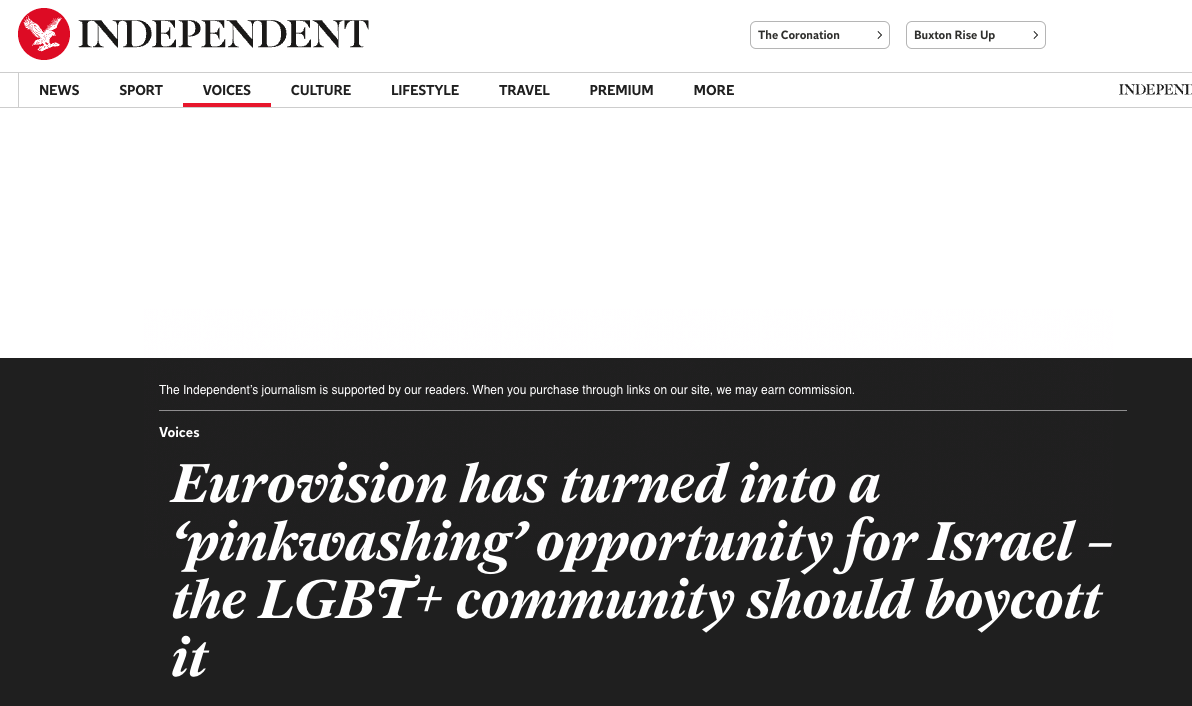 INDEPENDENT
The Coronation
Buxton Rise Up
NEWS SPORT VOICES CULTURE LIFESTYLE TRAVEL PREMIUM MORE
The Independent's journalism is supported by our readers. When you purchase through links on our site, we may earn commission.
Voices
Eurovision has turned into a
‘pinkwashing’ opportunity for Israel –
the LGBT+ community should boycott
it